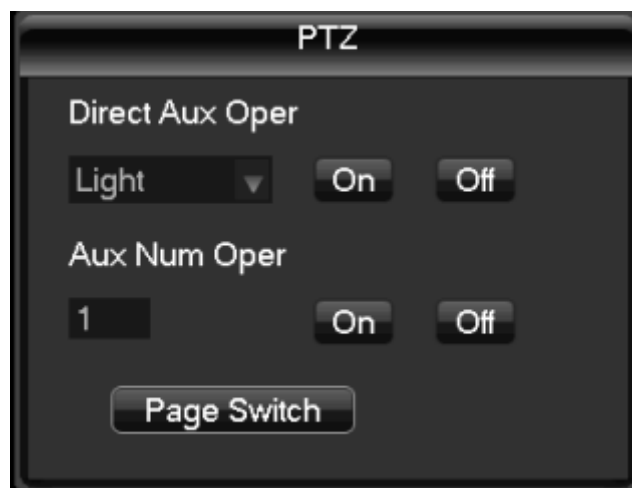 PTZ
Direct Aux Oper
Light On Off
Aux Num Oper
1 On Off
Page Switch